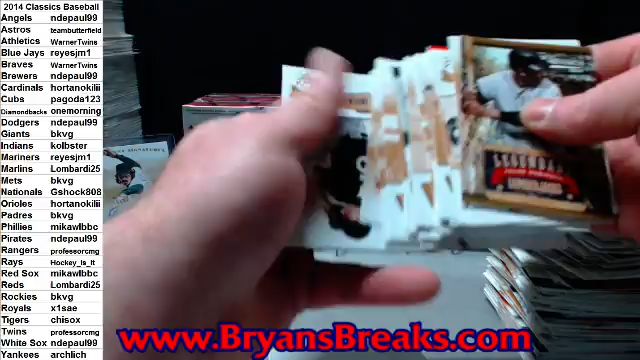 2014 Classics Baseball
Angels ndepaul99
Astros teambutterfield
Athletics WarnerTwins
Blue Jays reyesjm1
Braves WarnerTwins
Brewers ndepaul99
Cardinals hortanokilii
Cubs pagoda123
Diamondbacks onemorning
Dodgers ndepaul99
Giants bkvg
Indians kolbster
Mariners reyesjm1
Marlins Lombardi25
Mets bkvg
Nationals Gshock808
Orioles hortanokilii
Padres bkvg
Phillies mikawlbbc
Pirates ndepaul99
Rangers professorcmg
Rays Hockey_Is_It
Red Sox mikawlbbc
Reds Lombardi25
Rockies bkvg
Royals x1sae
Tigers chisox
Twins professorcmg
White Sox ndepaul99
Yankees archlich
www.BryansBreaks.com